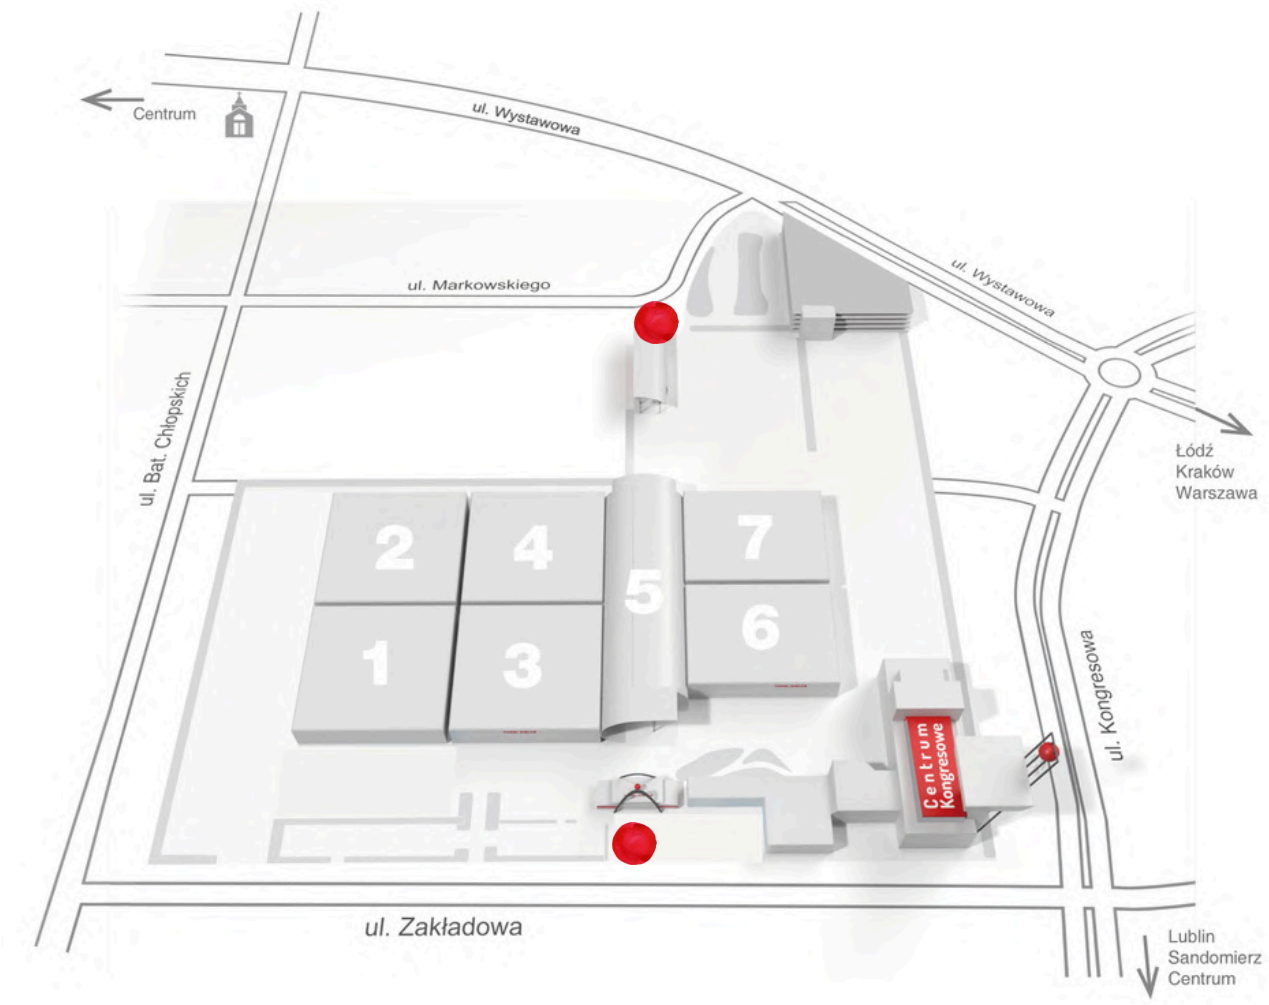 ul. Wystawowa
Centrum
ul. Wystawowa
ul. Markowskiego
ul. Bat. Chłopskich
Łódź
Kraków
Warszawa
2
4
7
5
1
3
6
ul. Kongresowa
Centrum
Kongresowe
ul. Zakładowa
Lublin
Sandomierz
Centrum